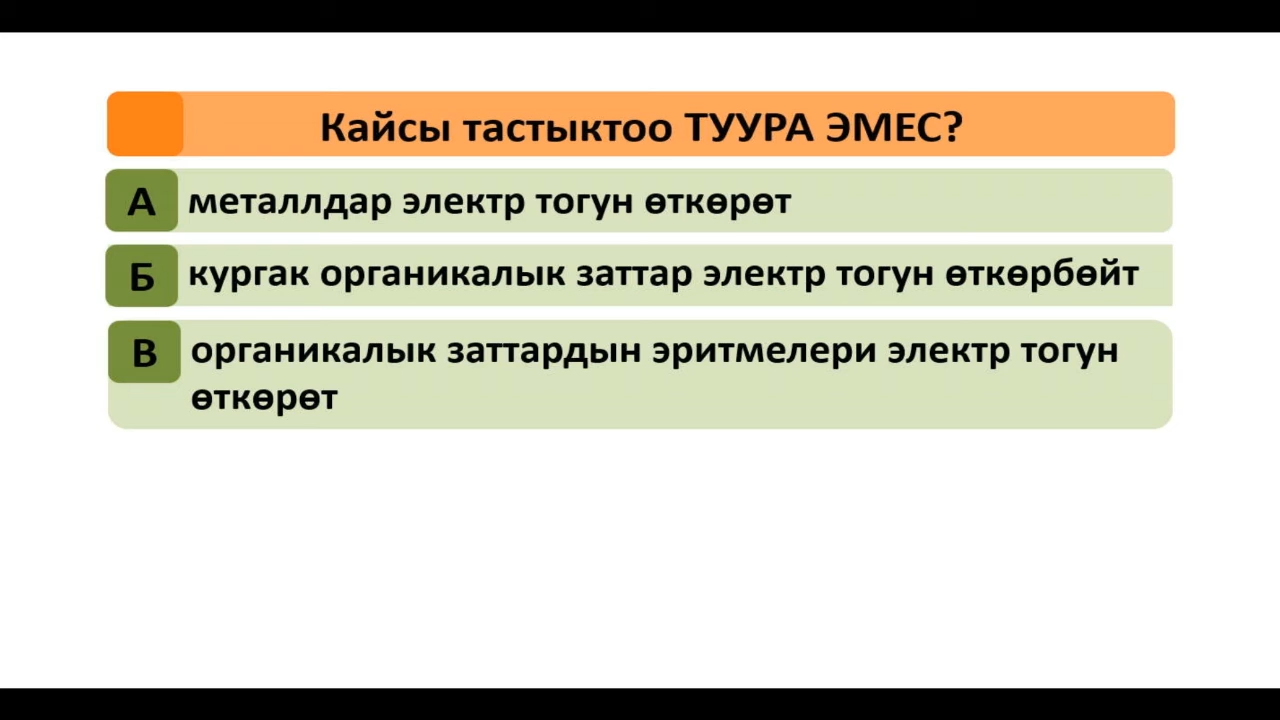 Кайсы тастыктоо ТУУРА ЭМЕС?
А металлдар электр тогун өткөрөт
Б кургак органикалык заттар электр тогун өткөрбөйт
В органикалык заттардын эритмелери электр тогун
өткөрөт